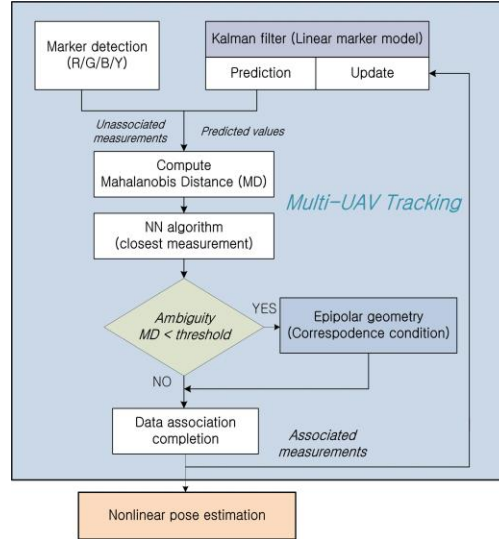 Marker detection
(R/G/B/Y)
Kalman filter (Linear marker model)
Prediction
Update
Unassociated
measurements
Predicted values
Compute
Mahalanobis Distance (MD)
Multi-UAV Tracking
NN algorithm
(closest measurement)
Ambiguity
MD < threshold
YES
Epipolar geometry
(Correspodence condition)
NO
Data association
completion
Associated
measurements
Nonlinear pose estimation